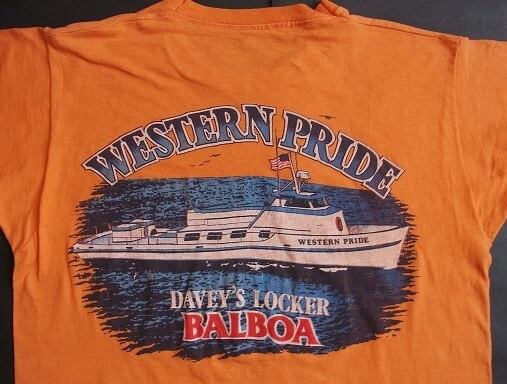 WESTERN PRIDE
WESTERN PRIDE
DAVEY'S LOCKER
BALBOA